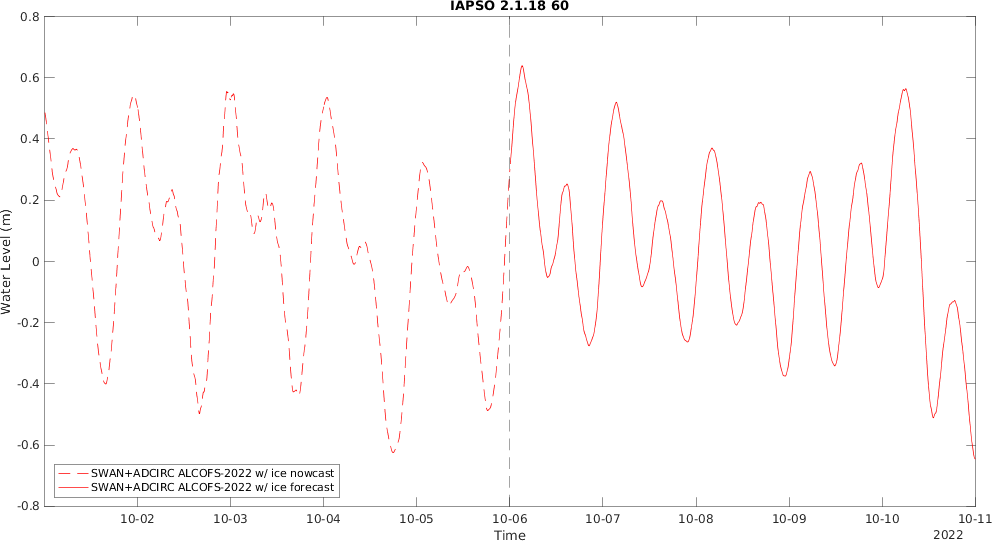 IAPSO 2.1.18 60
0.8
0.6
0.4
0.2
0
-0.2
-0.4
-0.6
-0.8
Water Level (m)
SWAN+ADCIRC ALCOFS-2022 w/ ice nowcast
SWAN+ADCIRC ALCOFS-2022 w/ ice forecast
10-02 10-03 10-04 10-05 10-06 10-07 10-08 10-09 10-10 10-11
Time
2022